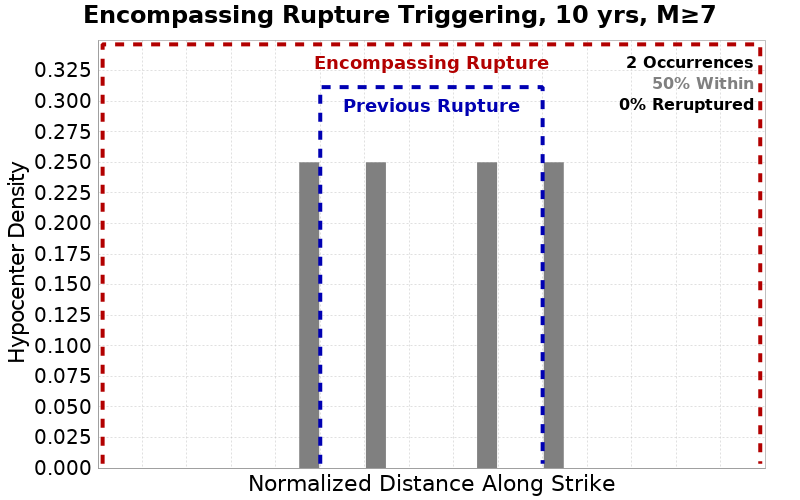 Encompassing Rupture Triggering, 10 yrs, M≥7
Encompassing Rupture
Previous Rupture
2 Occurrences
50% Within
0% Reruptured
Hypocenter Density
0.325
0.300
0.275
0.250
0.225
0.200
0.175
0.150
0.125
0.100
0.075
0.050
0.025
0.000
Normalized Distance Along Strike